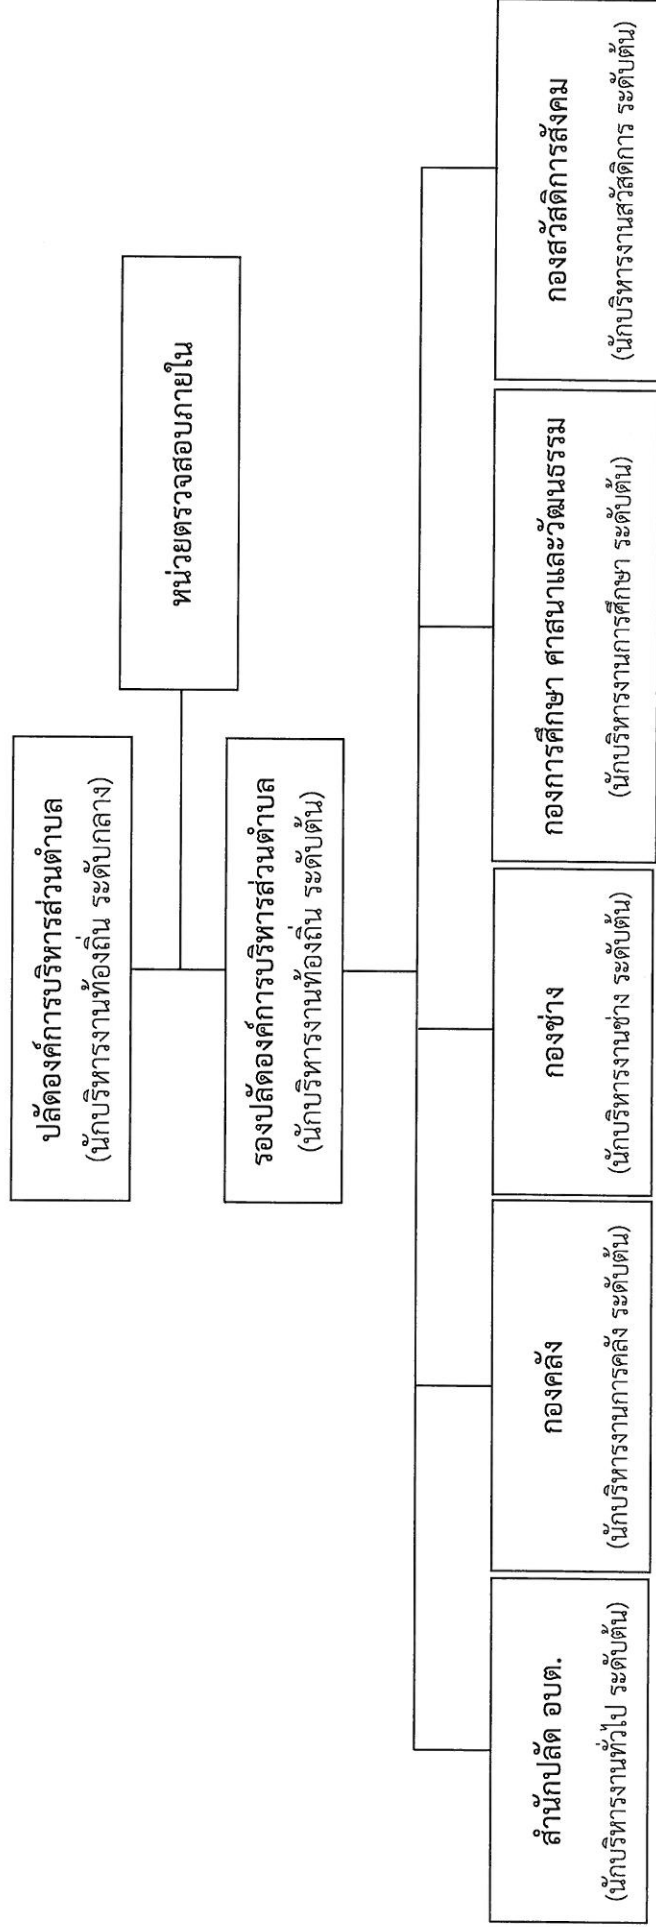 ปลัดองค์การบริหารส่วนตำบล
(นักบริหารงานท้องถิ่น ระดับกลาง)
หน่วยตรวจสอบภายใน
รองปลัดองค์การบริหารส่วนตำบล
(นักบริหารงานท้องถิ่น ระดับต้น)
สำนักปลัด อบต.
(นักบริหารงานทั่วไป ระดับต้น)
กองคลัง
(นักบริหารงานการคลัง ระดับต้น)
กองช่าง
(นักบริหารงานช่าง ระดับต้น)
กองการศึกษา ศาสนาและวัฒนธรรม
(นักบริหารงานการศึกษา ระดับต้น)
กองสวัสดิการสังคม
(นักบริหารงานสวัสดิการ ระดับต้น)